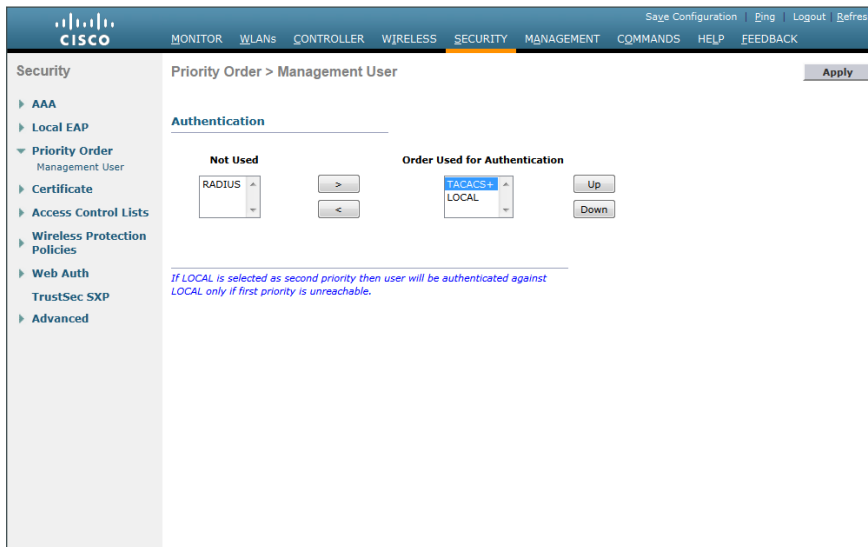 Save Configuration | Ping | Logout | Refres
CISCO
MONITOR WLANs CONTROLLER WIRELESS SECURITY MANAGEMENT COMMANDS HELP FEEDBACK
Security
AAA
Local EAP
Priority Order
Management User
Certificate
Access Control Lists
Wireless Protection
Policies
Web Auth
TrustSec SXP
Advanced
Priority Order > Management User
Apply
Authentication
Not Used
Order Used for Authentication
RADIUS
>
<
TACACS+
LOCAL
Up
Down
If LOCAL is selected as second priority then user will be authenticated against
LOCAL only if first priority is unreachable.